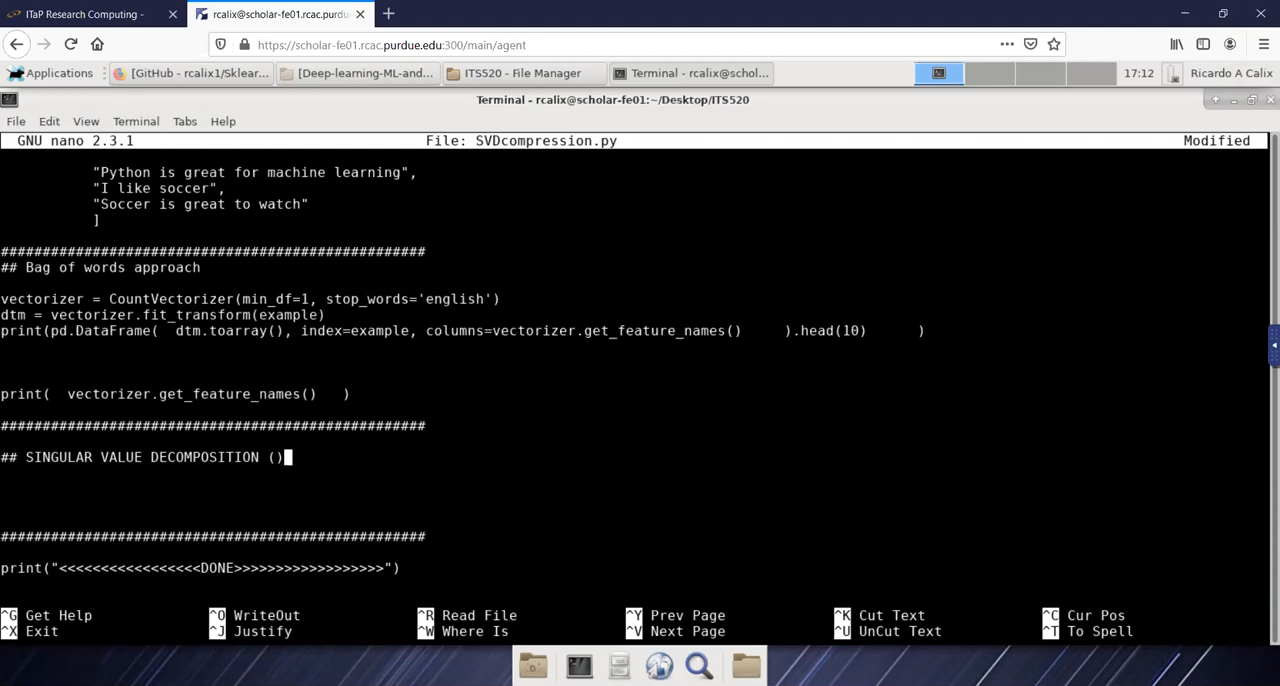 ITaP Research Computing -
rcalix@scholar-fe01.rcac.purdue
https://scholar-fe01.rcac.purdue.edu:300/main/agent
Applications
[GitHub - rcalix1/Sklear...
[Deep-learning-ML-and...
ITS520 - File Manager
Terminal - rcalix@schol...
17:12
Ricardo A Calix
Terminal - rcalix@scholar-fe01:~/Desktop/ITS520
File Edit View Terminal Tabs Help
GNU nano 2.3.1 File: SVDcompression.py Modified
"Python is great for machine learning",
"I like soccer",
"Soccer is great to watch"
]
###################################################
## Bag of words approach
vectorizer = CountVectorizer(min_df=1, stop_words='english')
dtm = vectorizer.fit_transform(example)
print(pd.DataFrame(  dtm.toarray(), index=example, columns=vectorizer.get_feature_names()     ).head(10)      )
print(  vectorizer.get_feature_names()   )
###################################################
## SINGULAR VALUE DECOMPOSITION ()
###################################################
print("<<<<<<<<<<<<<<<<<DONE>>>>>>>>>>>>>>>>>>")
^G Get Help ^O WriteOut ^R Read File ^Y Prev Page ^K Cut Text ^C Cur Pos
^X Exit ^J Justify ^W Where Is ^V Next Page ^U UnCut Text ^T To Spell